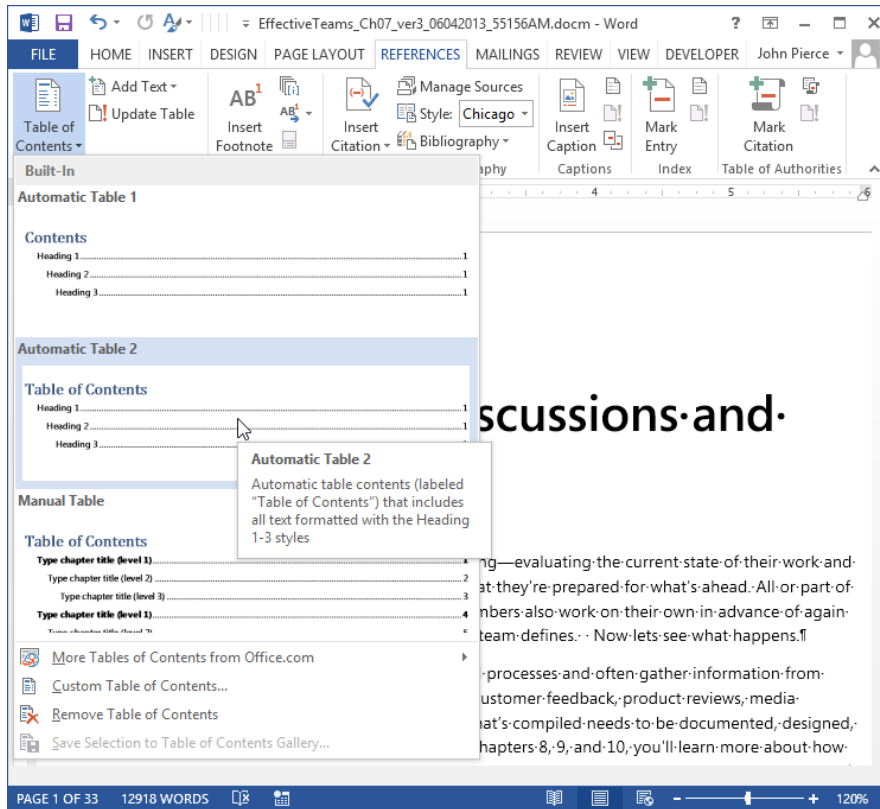 EffectiveTeams_Ch07_ver3_06042013_55156AM.docm - Word
FILE HOME INSERT DESIGN PAGE LAYOUT REFERENCES MAILINGS REVIEW VIEW DEVELOPER John Pierce
Table of Contents
Add Text
Update Table
AB1
Insert Footnote
AB
Insert Citation
Manage Sources
Style: Chicago
Bibliography
Insert Caption
Mark Entry
Mark Citation
aphy Captions Index Table of Authorities
4 5 6
Built-In
Automatic Table 1
Contents
Heading 1 1
Heading 2 1
Heading 3 1
Automatic Table 2
Table of Contents
Heading 1 1
Heading 2 1
Heading 3
Automatic Table 2
Automatic table contents (labeled
“Table of Contents”) that includes
all text formatted with the Heading
1-3 styles
Manual Table
Table of Contents
Type chapter title (level 1) 1
Type chapter title (level 2) 2
Type chapter title (level 3) 3
Type chapter title (level 1) 4
More Tables of Contents from Office.com
Custom Table of Contents...
Remove Table of Contents
Save Selection to Table of Contents Gallery...
scussions·and·
ng—evaluating·the·current·state·of·their·work·and·
at·they're·prepared·for·what's·ahead.·All·or·part·of·
mbers·also·work·on·their·own·in·advance·of·again·
team·defines.··Now·lets·see·what·happens.¶
·processes·and·often·gather·information·from·
ustomer·feedback,·product·reviews,·media·
at's·compiled·needs·to·be·documented,·designed,·
hapters·8,·9,·and·10,·you'll·learn·more·about·how·
PAGE 1 OF 33 12918 WORDS 120%